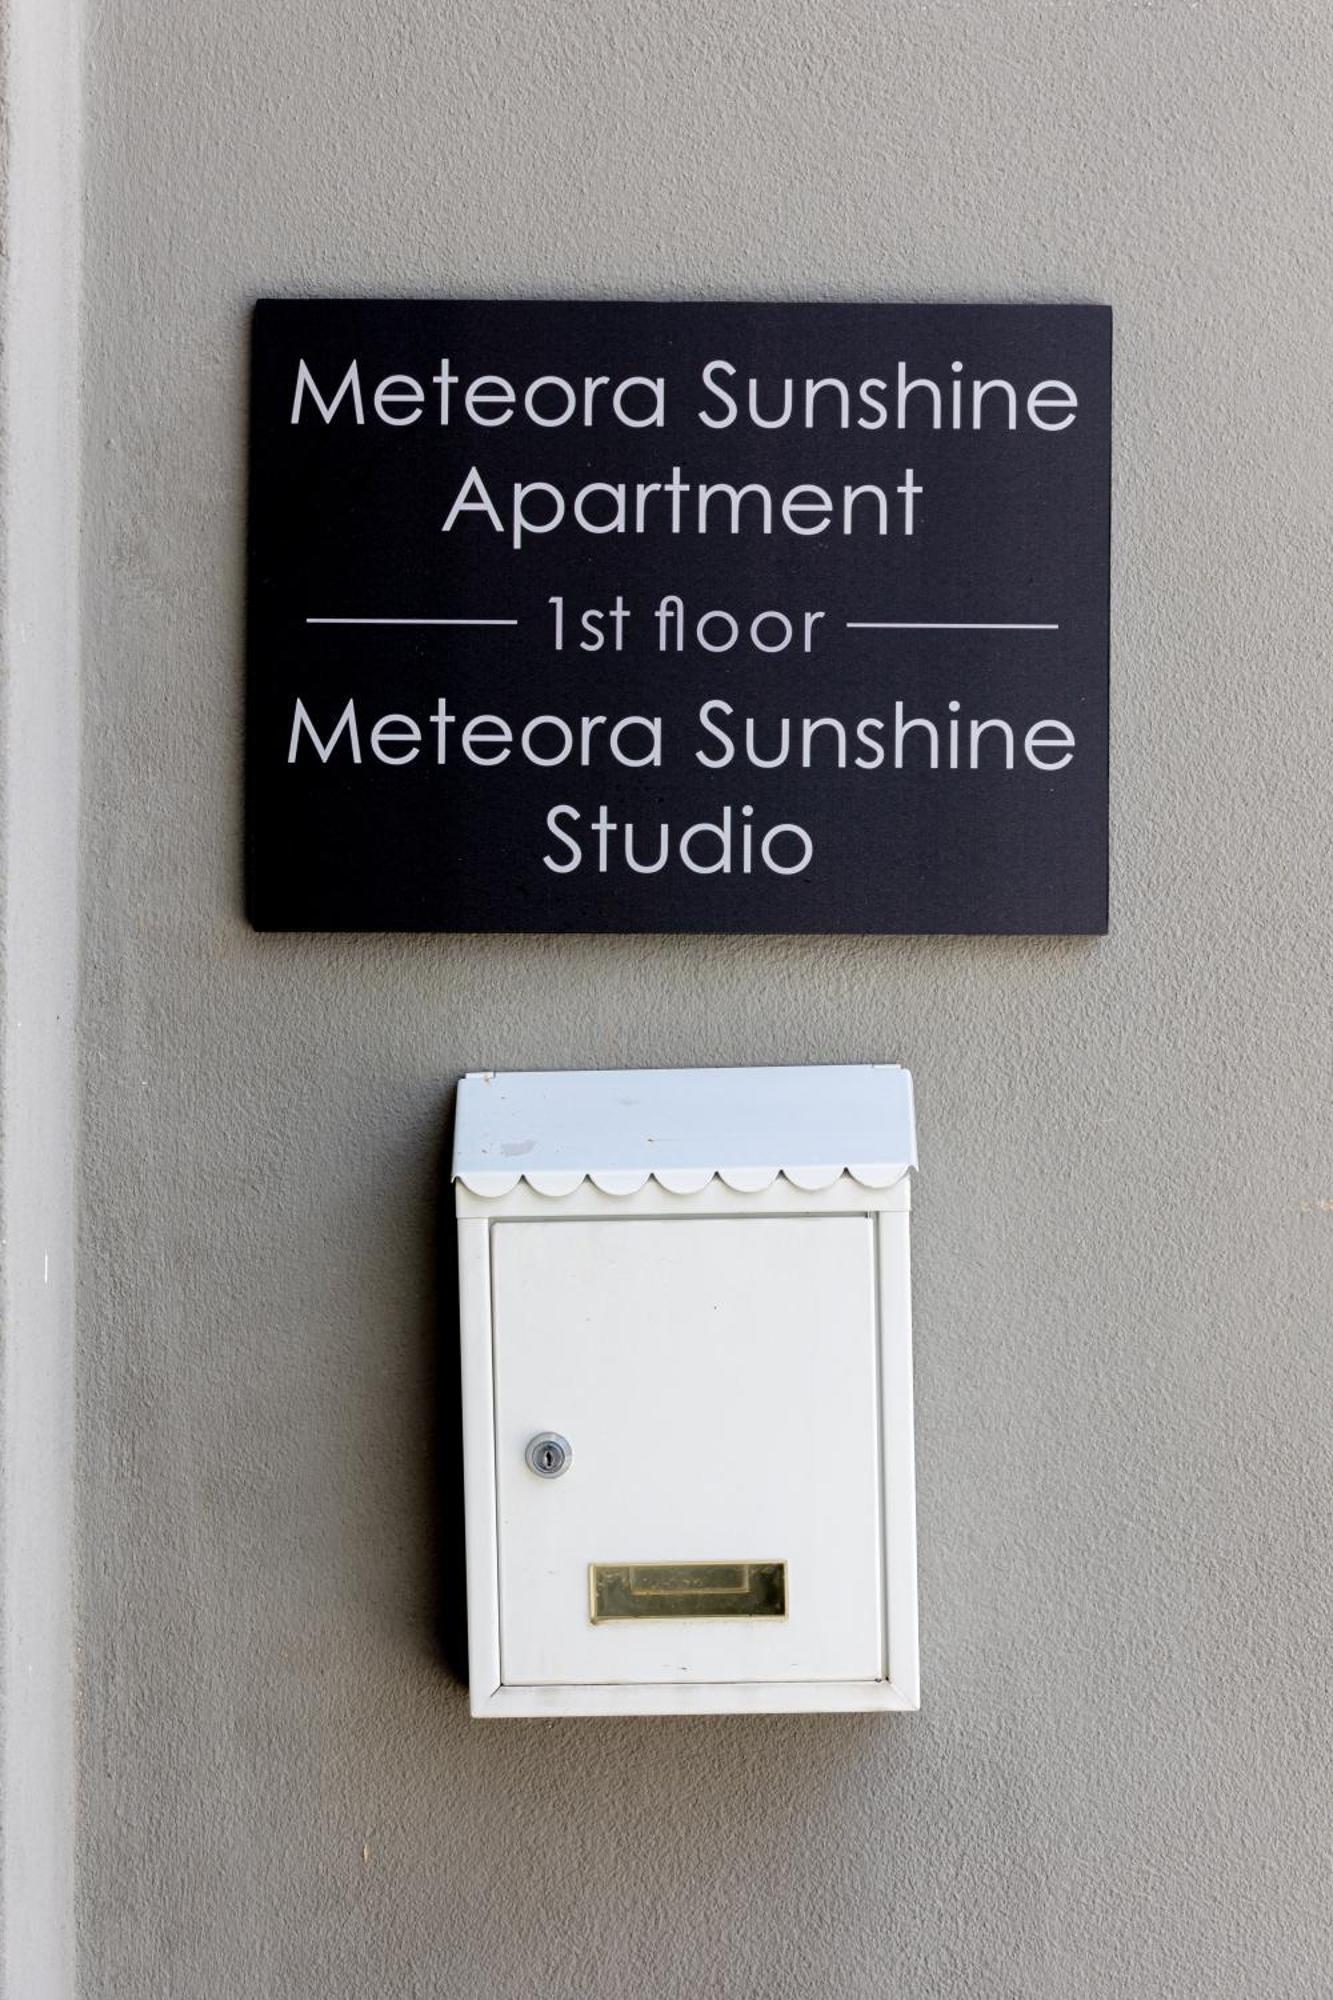 Meteora Sunshine
Apartment
1st floor
Meteora Sunshine
Studio